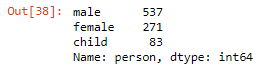 Out[38]: male 537
female 271
child 83
Name: person, dtype: int64